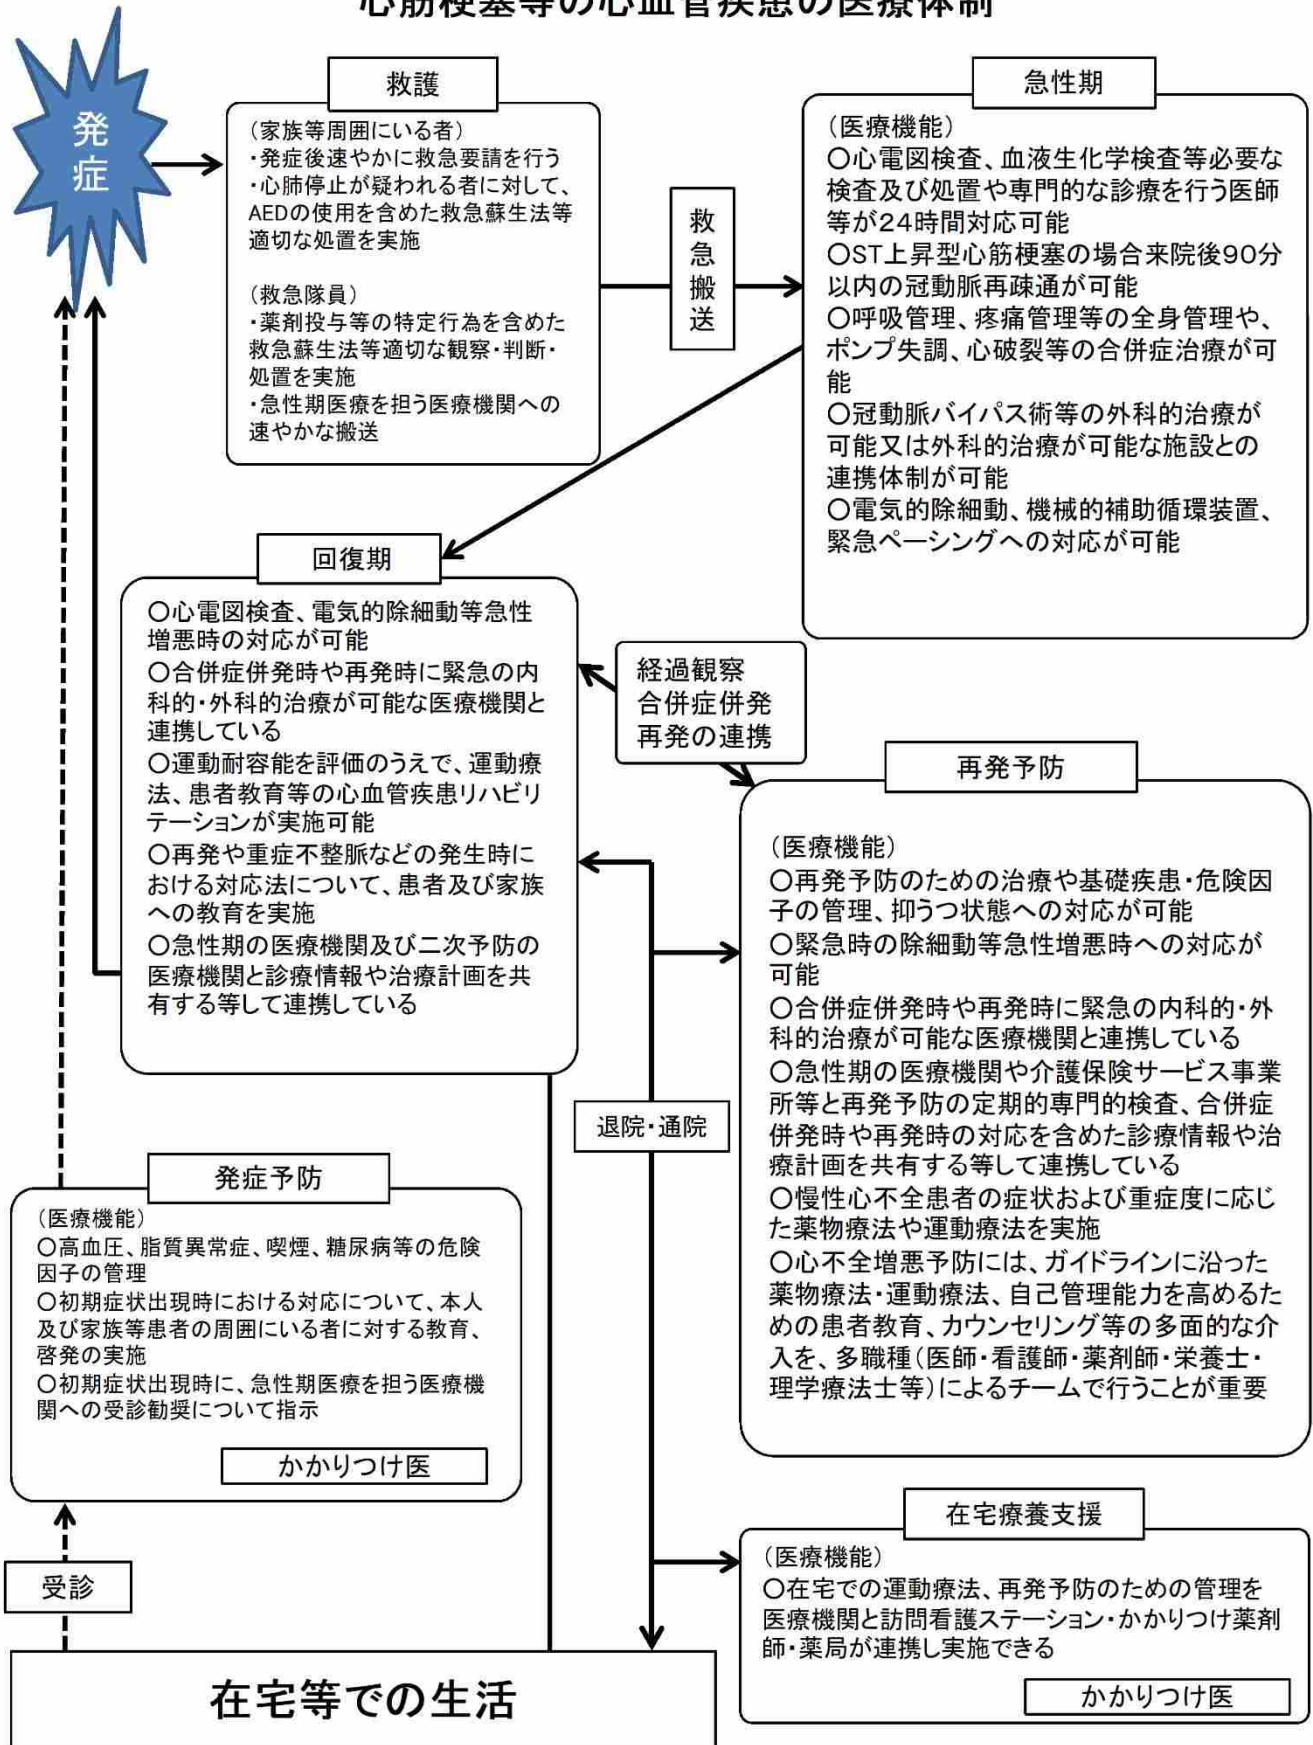 心筋梗塞等の心血管疾患の医療体制
発症
救護
（家族等周囲にいる者）
・発症後速やかに救急要請を行う
・心肺停止が疑われる者に対して、
AEDの使用を含めた救急蘇生法等
適切な処置を実施
（救急隊員）
・薬剤投与等の特定行為を含めた
救急蘇生法等適切な観察・判断・
処置を実施
・急性期医療を担う医療機関への
速やかな搬送
救急搬送
急性期
（医療機能）
○心電図検査、血液生化学検査等必要な
検査及び処置や専門的な診療を行う医師
等が24時間対応可能
○ST上昇型心筋梗塞の場合来院後90分
以内の冠動脈再疎通が可能
○呼吸管理、疼痛管理等の全身管理や、
ポンプ失調、心破裂等の合併症治療が可
能
○冠動脈バイパス術等の外科的治療が
可能又は外科的治療が可能な施設との
連携体制が可能
○電気的除細動、機械的補助循環装置、
緊急ペーシングへの対応が可能
回復期
○心電図検査、電気的除細動等急性
増悪時の対応が可能
○合併症併発時や再発時に緊急の内
科的・外科的治療が可能な医療機関と
連携している
○運動耐容能を評価のうえで、運動療
法、患者教育等の心血管疾患リハビリ
テーションが実施可能
○再発や重症不整脈などの発生時に
おける対応法について、患者及び家族
への教育を実施
○急性期の医療機関及び二次予防の
医療機関と診療情報や治療計画を共
有する等して連携している
経過観察
合併症併発
再発の連携
再発予防
（医療機能）
○再発予防のための治療や基礎疾患・危険因
子の管理、抑うつ状態への対応が可能
○緊急時の除細動等急性増悪時への対応が
可能
○合併症併発時や再発時に緊急の内科的・外
科的治療が可能な医療機関と連携している
○急性期の医療機関や介護保険サービス事業
所等と再発予防の定期的専門的検査、合併症
併発時や再発時の対応を含めた診療情報や治
療計画を共有する等して連携している
○慢性心不全患者の症状および重症度に応じ
た薬物療法や運動療法を実施
○心不全増悪予防には、ガイドラインに沿った
薬物療法・運動療法、自己管理能力を高めるた
めの患者教育、カウンセリング等の多面的な介
入を、多職種（医師・看護師・薬剤師・栄養士・
理学療法士等）によるチームで行うことが重要
退院・通院
発症予防
（医療機能）
○高血圧、脂質異常症、喫煙、糖尿病等の危険
因子の管理
○初期症状出現時における対応について、本人
及び家族等患者の周囲にいる者に対する教育、
啓発の実施
○初期症状出現時に、急性期医療を担う医療機
関への受診勧奨について指示
かかりつけ医
受診
在宅療養支援
（医療機能）
○在宅での運動療法、再発予防のための管理を
医療機関と訪問看護ステーション・かかりつけ薬剤
師・薬局が連携し実施できる
かかりつけ医
在宅等での生活